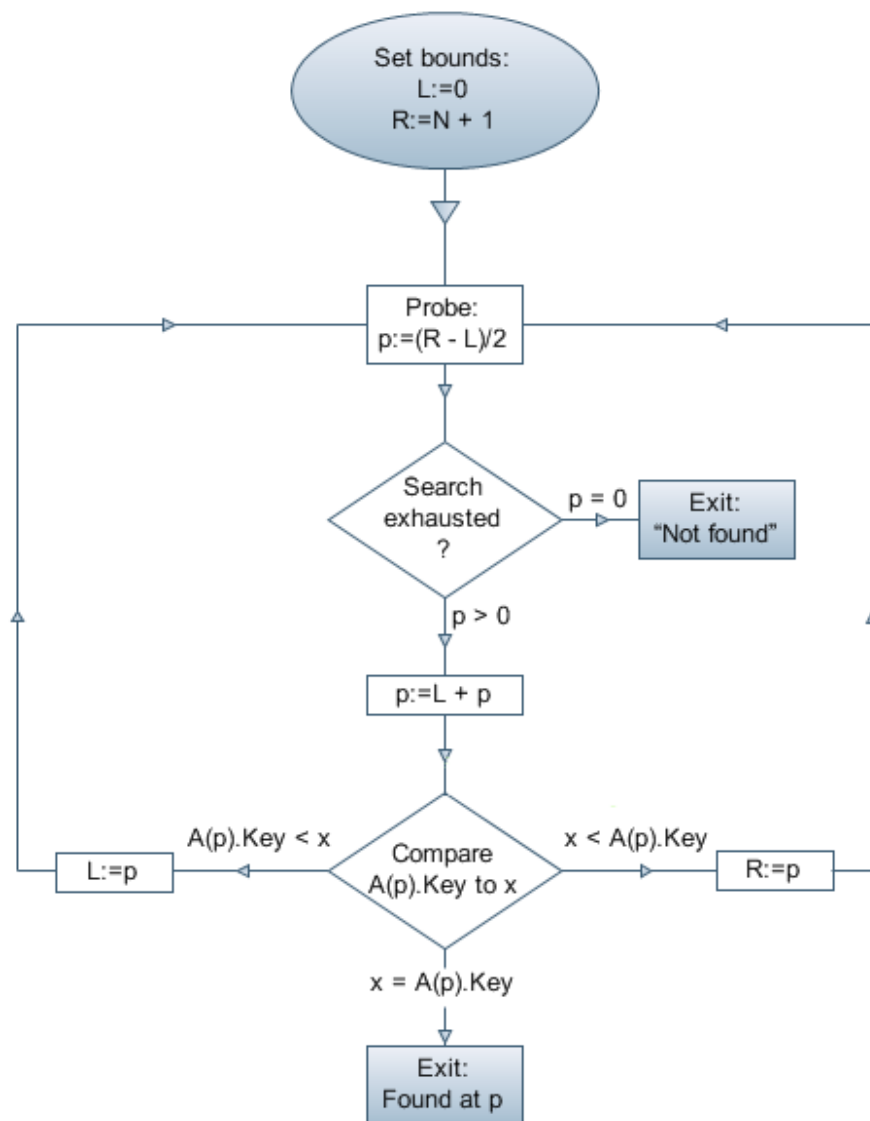 Set bounds:
L:=0
R:=N + 1
Probe:
p:=(R - L)/2
Search
exhausted
?
p = 0
Exit:
“Not found”
p > 0
p:=L + p
A(p).Key < x
L:=p
Compare
A(p).Key to x
x < A(p).Key
R:=p
x = A(p).Key
Exit:
Found at p